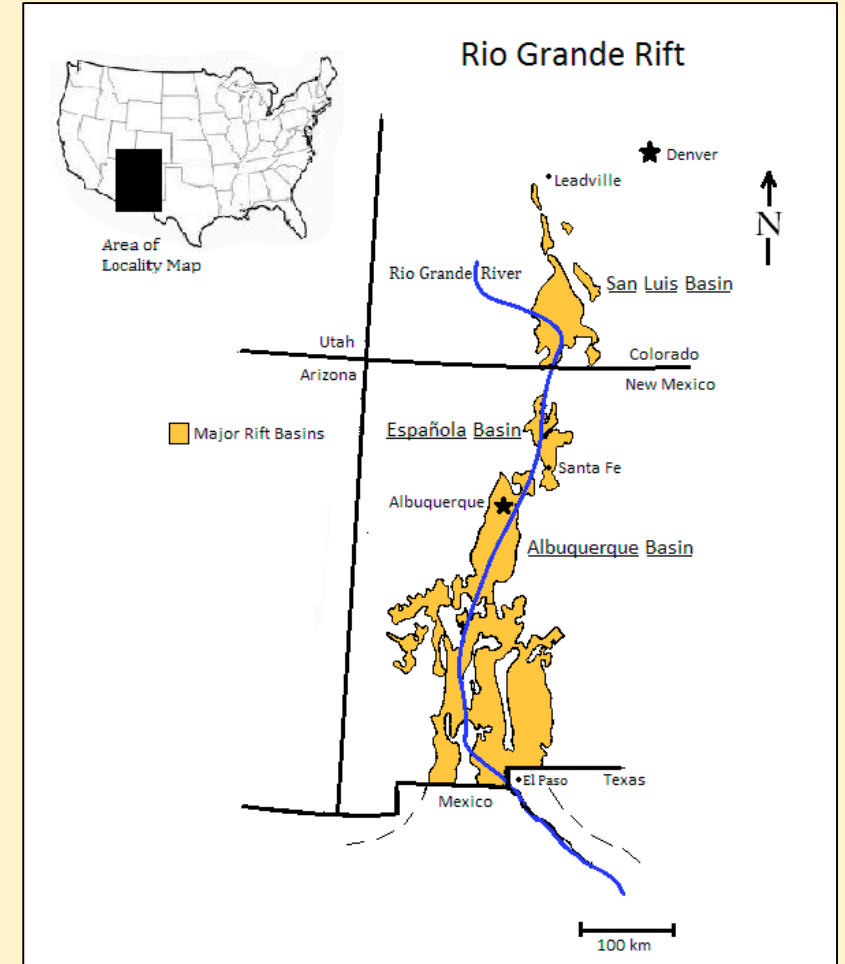 Rio Grande Rift
Denver
Leadville
N
Area of
Locality Map
Rio Grande River
San Luis Basin
Utah
Colorado
Arizona
New Mexico
Major Rift Basins
Española Basin
Santa Fe
Albuquerque
Albuquerque Basin
El Paso
Texas
Mexico
100 km